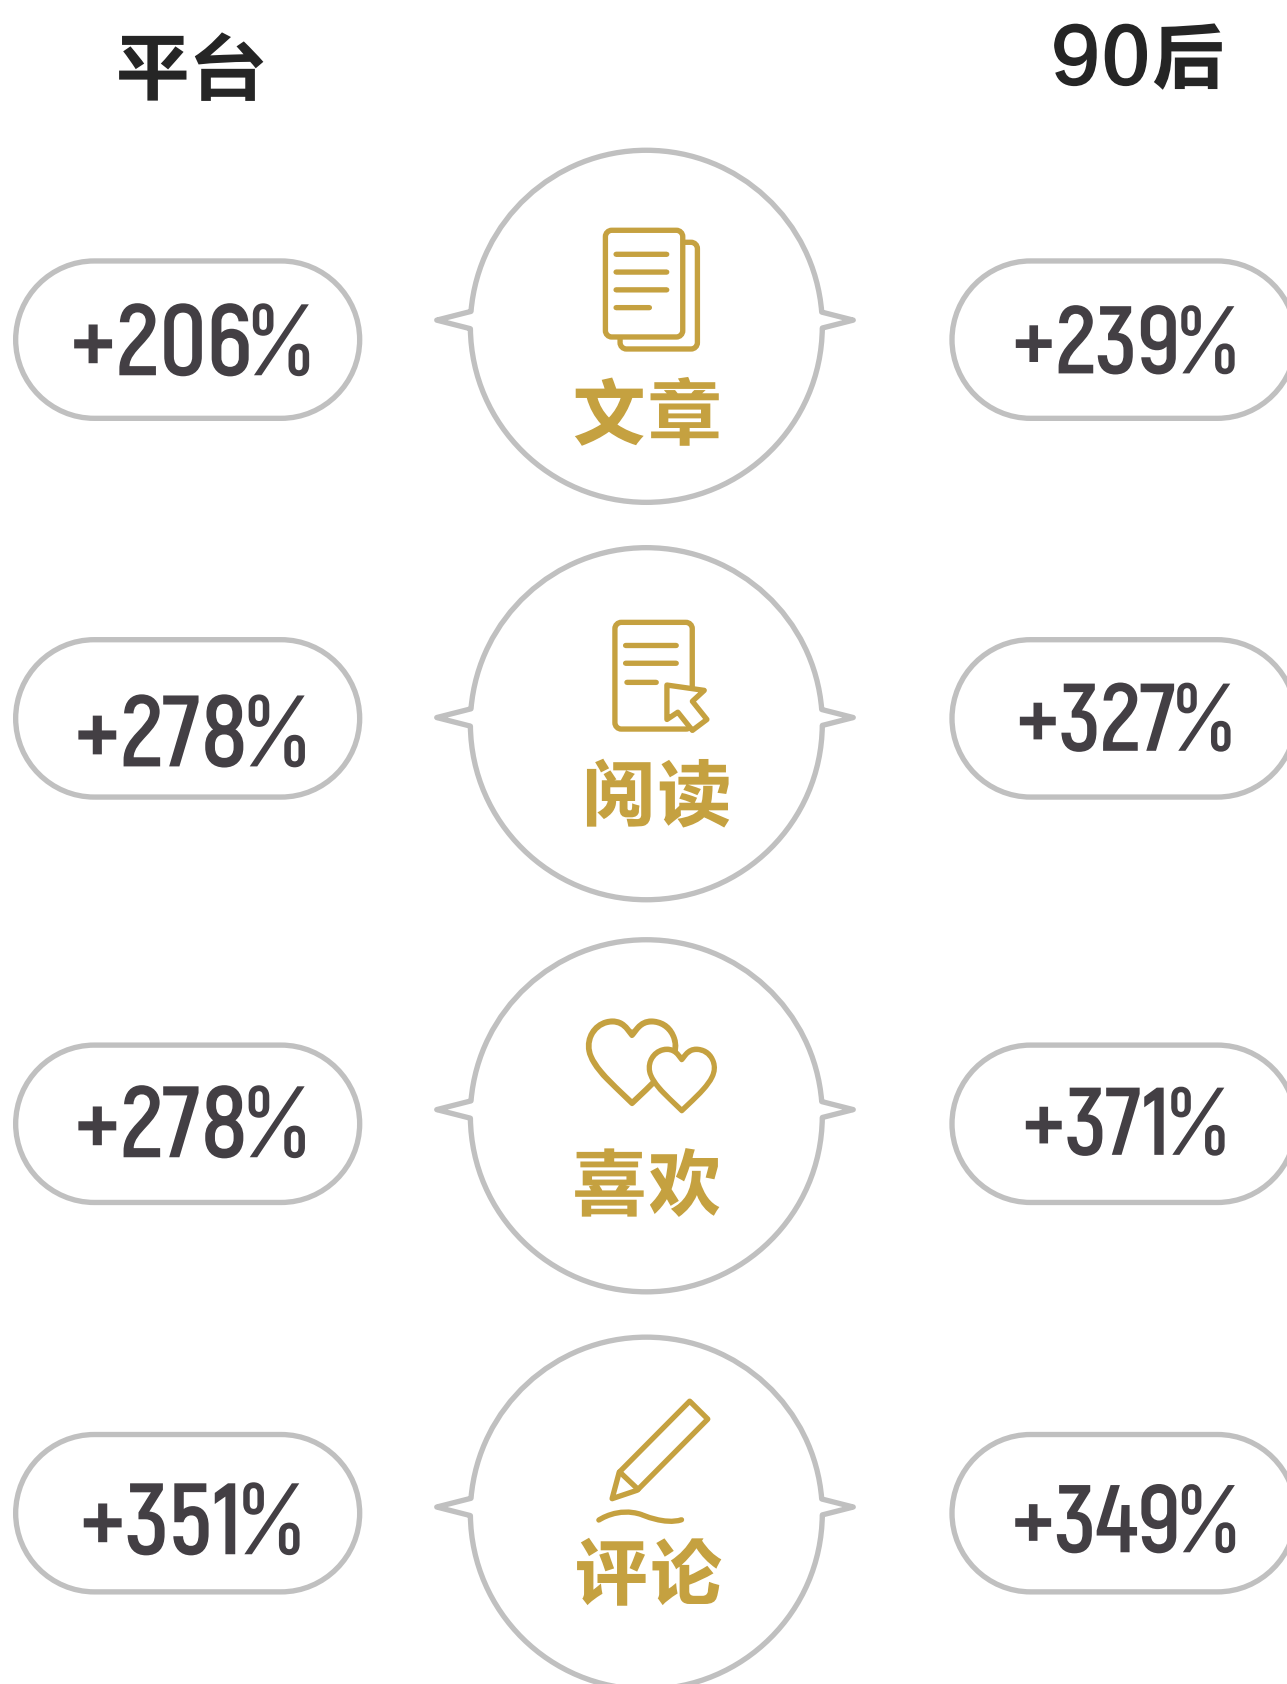 平台 90后
+206% 文章 +239%
+278% 阅读 +327%
+278% 喜欢 +371%
+351% 评论 +349%